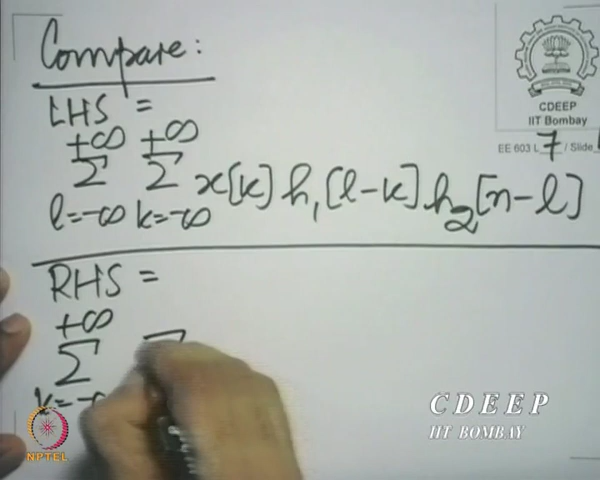 Compare:
CDEEP
IIT Bombay
EE 603 L 7 / Slide
LHS =
+∞ +∞
Σ Σ x[k] h₁[l-k] h₂[n-l]
l=-∞ k=-∞
RHS =
+∞
Σ Σ
k=-∞
CDEEP
IIT BOMBAY
NPTEL